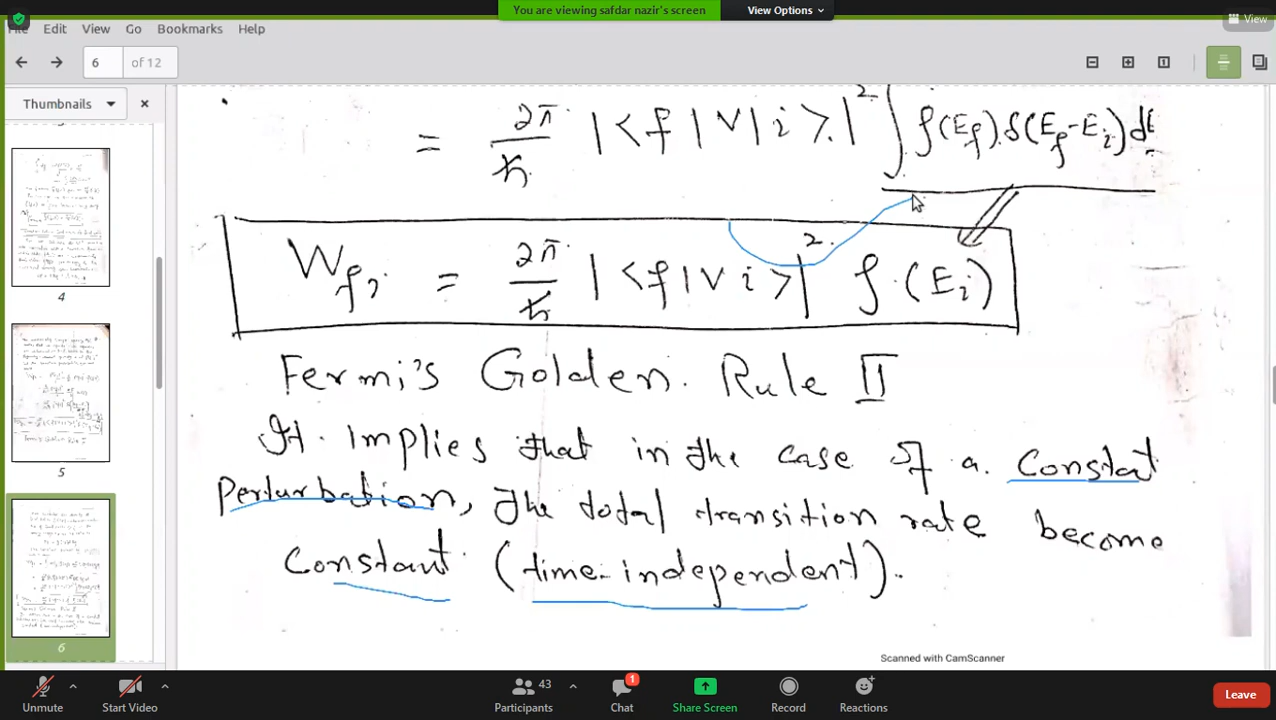 You are viewing safdar nazir's screen View Options
View
File Edit View Go Bookmarks Help
6 of 12
Thumbnails
= 2π/ħ |<f|V|i>|² ∫ρ(E_f) δ(E_f-E_i)dE
W_fi = 2π/ħ |<f|V i>|² ρ(E_i)
Fermi's Golden Rule II
It implies that in the case of a Constat
Perturbation, the total transition rate become
Constant (time-independent).
4
5
6
Scanned with CamScanner
Unmute Start Video 43 Participants 1 Chat Share Screen Record Reactions Leave